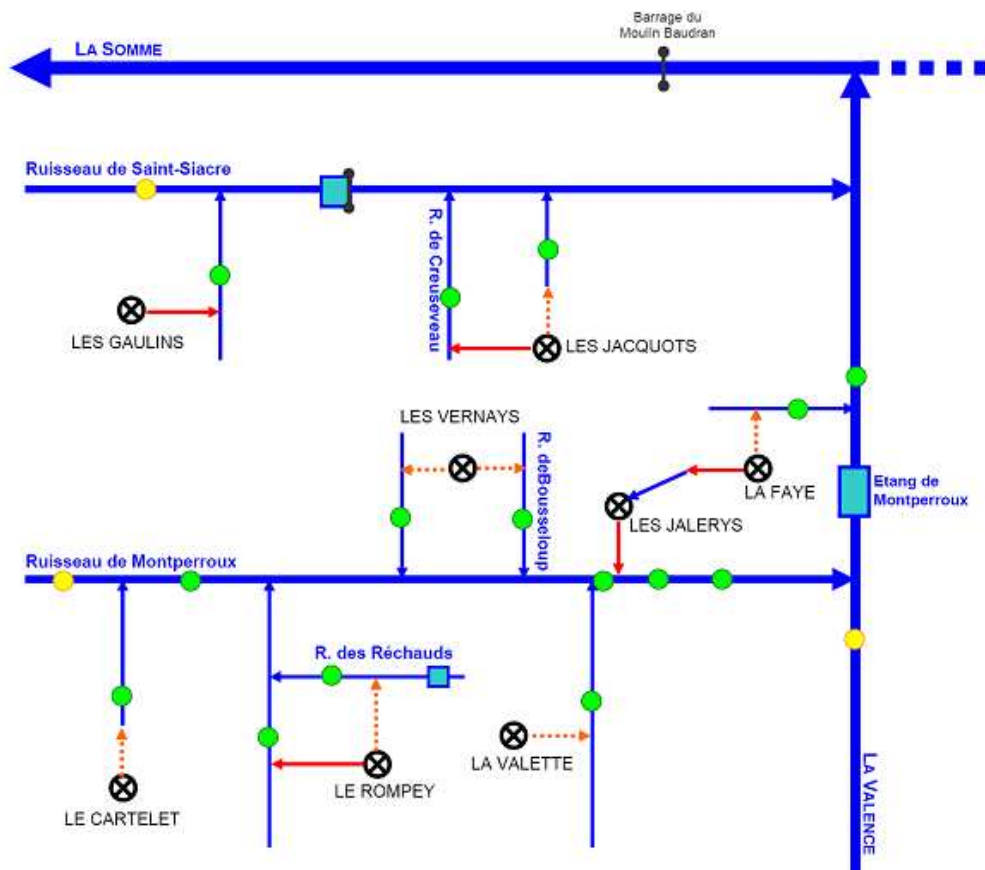 Barrage du
Moulin Baudran
LA SOMME
Ruisseau de Saint-Siacre
R. de Creuseveau
LES GAULINS
LES JACQUOTS
LES VERNAYS
R. deBousseloup
LA FAYE
Etang de
Montperroux
LES JALERYS
Ruisseau de Montperroux
R. des Réchauds
LA VALETTE
LE ROMPEY
LE CARTELET
LA VALENCE